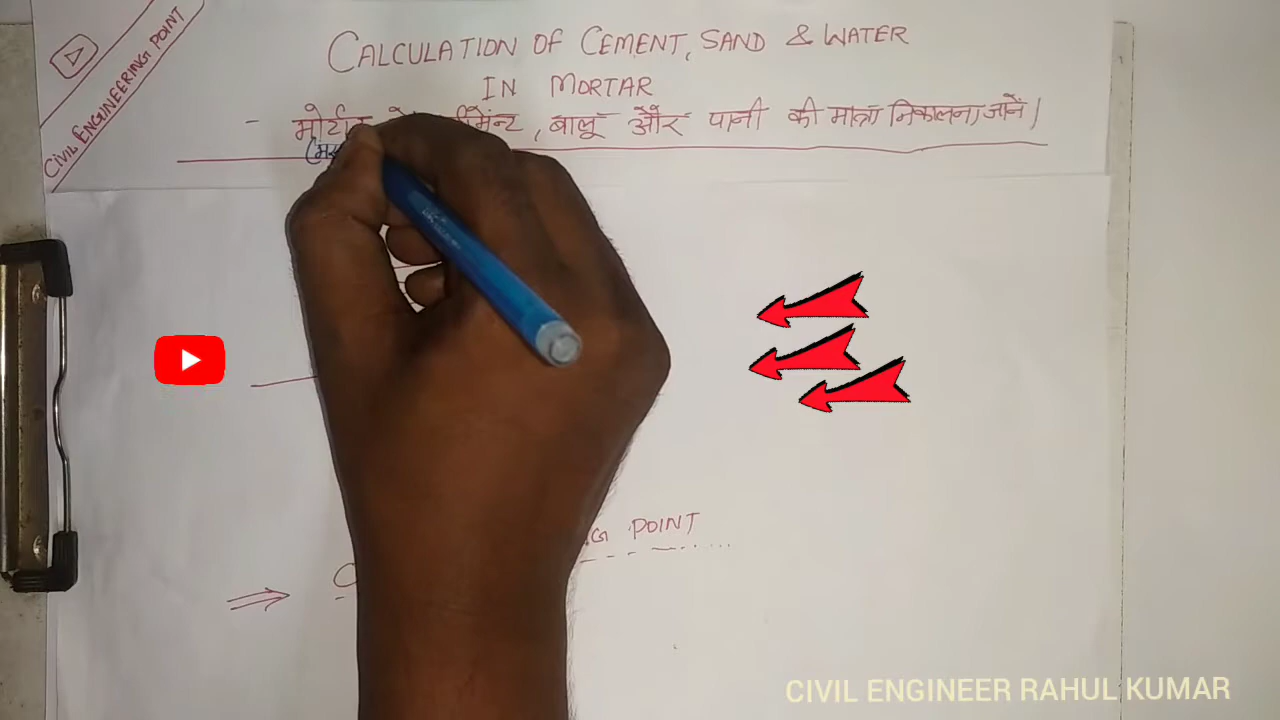 CIVIL ENGINEERING POINT
CALCULATION OF CEMENT, SAND & WATER
IN MORTAR
, बालू और पानी की मात्रा निकालना जानें।
POINT
CIVIL ENGINEER RAHUL KUMAR